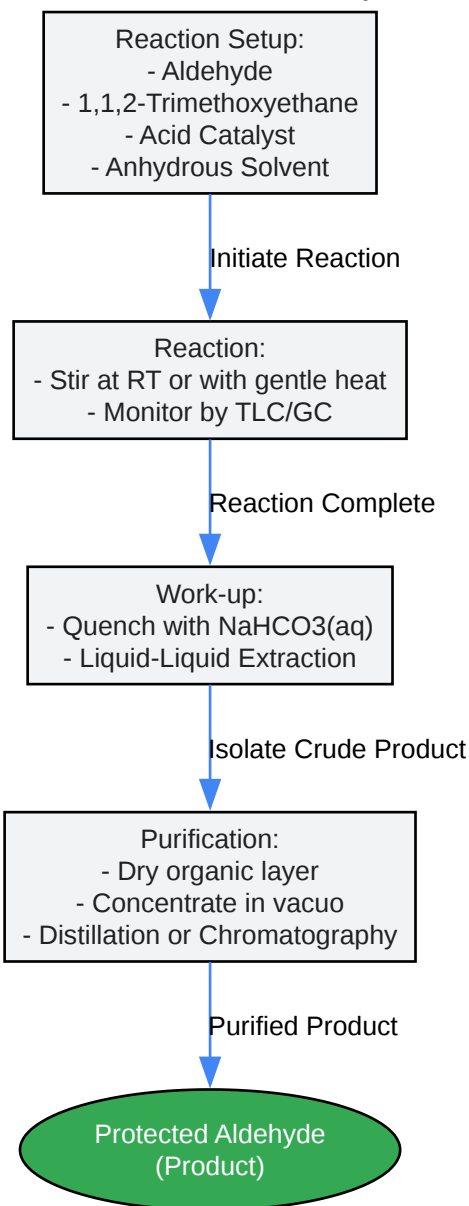 Reaction Setup:
- Aldehyde
- 1,1,2-Trimethoxyethane
- Acid Catalyst
- Anhydrous Solvent
Initiate Reaction
Reaction:
- Stir at RT or with gentle heat
- Monitor by TLC/GC
Reaction Complete
Work-up:
- Quench with NaHCO3(aq)
- Liquid-Liquid Extraction
Isolate Crude Product
Purification:
- Dry organic layer
- Concentrate in vacuo
- Distillation or Chromatography
Purified Product
Protected Aldehyde
(Product)